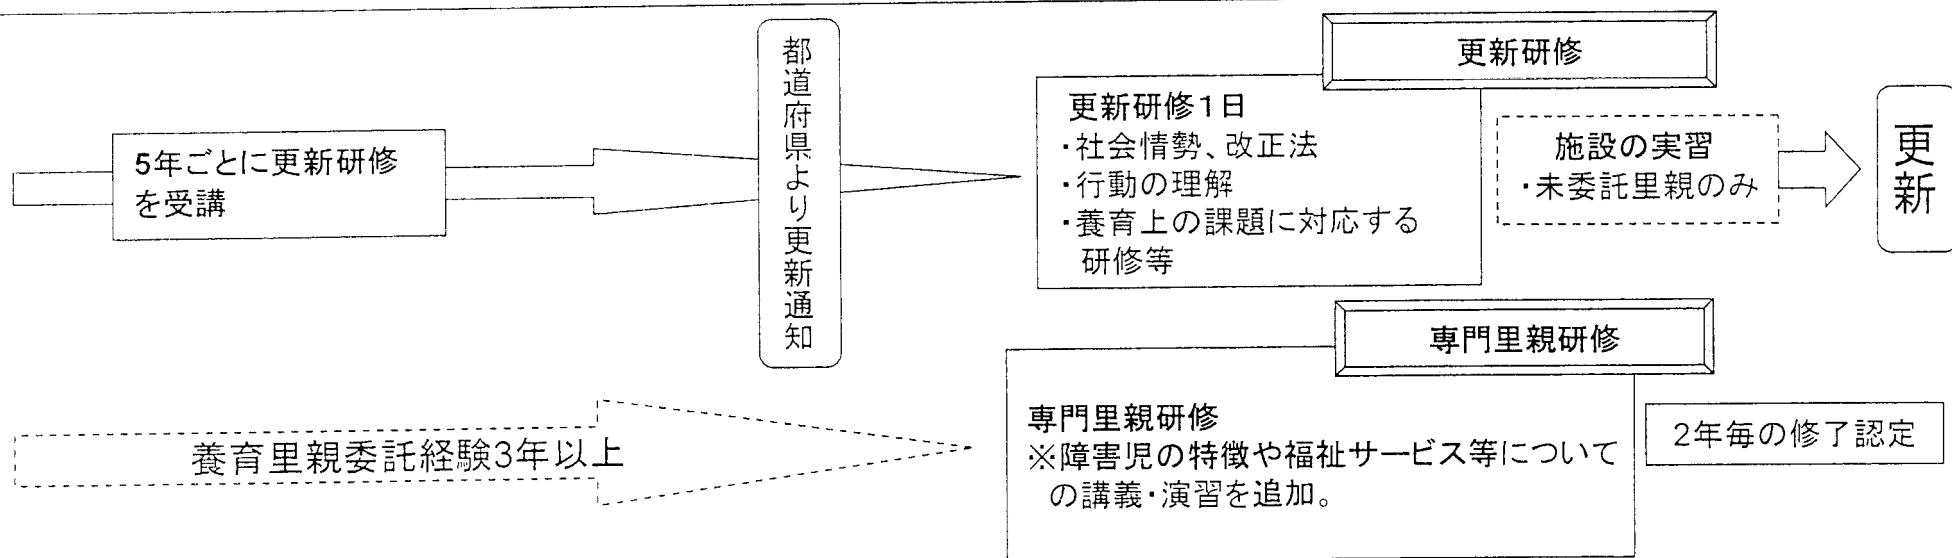 5年ごとに更新研修
を受講
都道府県より更新通知
更新研修
更新研修1日
・社会情勢、改正法
・行動の理解
・養育上の課題に対応する
研修等
施設の実習
・未委託里親のみ
更新
養育里親委託経験3年以上
専門里親研修
専門里親研修
※障害児の特徴や福祉サービス等について
の講義・演習を追加。
2年毎の修了認定